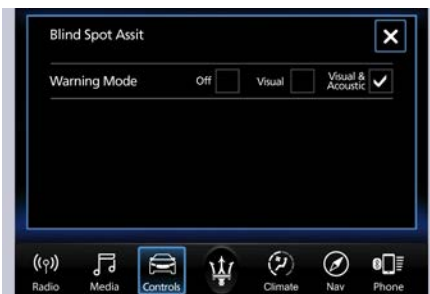 Blind Spot Assit
Warning Mode Off Visual Visual &
Acoustic
Radio Media Controls Climate Nav Phone